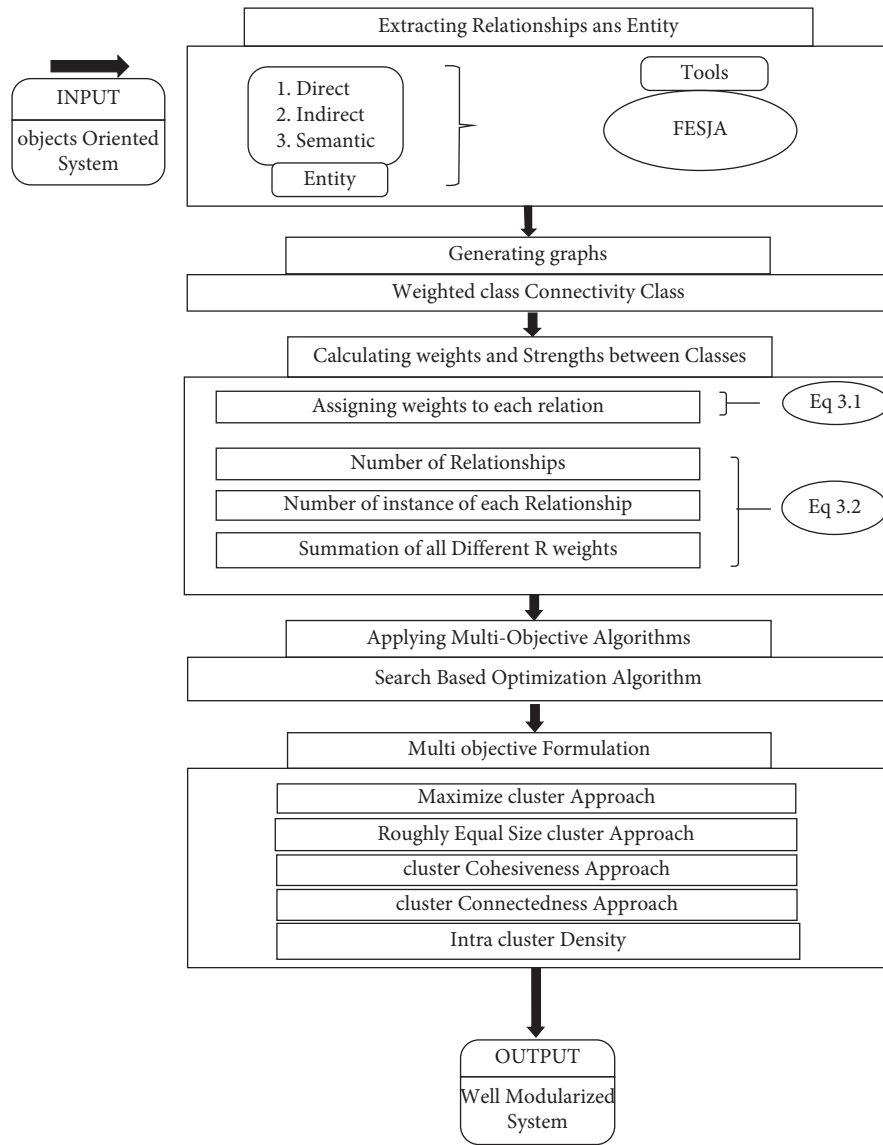 Extracting Relationships ans Entity
INPUT
objects Oriented
System
1. Direct
2. Indirect
3. Semantic
Entity
Tools
FESJA
Generating graphs
Weighted class Connectivity Class
Calculating weights and Strengths between Classes
Assigning weights to each relation
Eq 3.1
Number of Relationships
Number of instance of each Relationship
Summation of all Different R weights
Eq 3.2
Applying Multi-Objective Algorithms
Search Based Optimization Algorithm
Multi objective Formulation
Maximize cluster Approach
Roughly Equal Size cluster Approach
cluster Cohesiveness Approach
cluster Connectedness Approach
Intra cluster Density
OUTPUT
Well Modularized
System